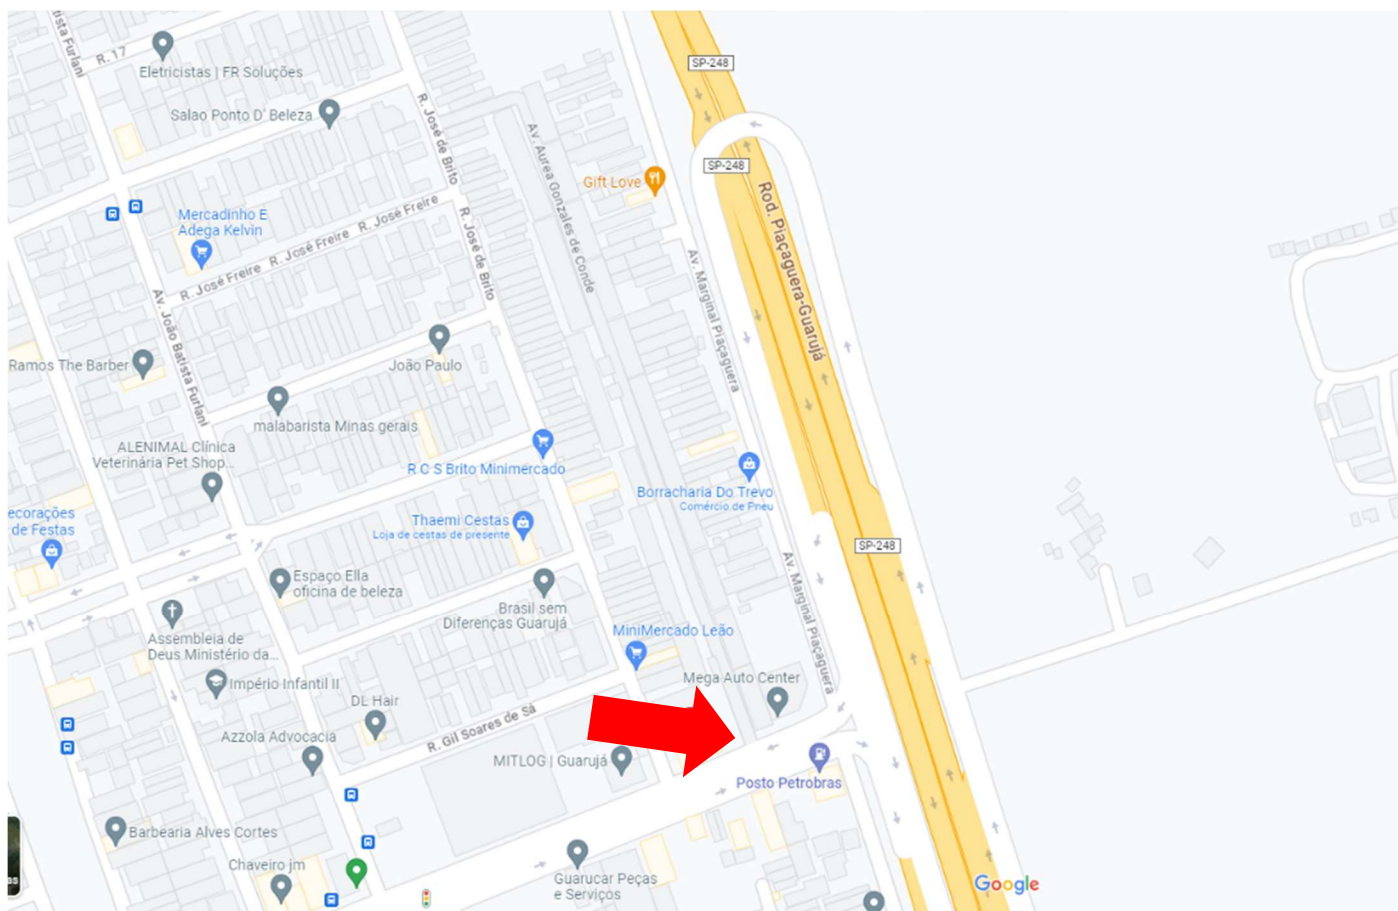 tista Furlani
R. 17
Eletricistas | FR Soluções
SP-248
Salao Ponto D' Beleza
R. José de Brito
Av. Aurea Gonzales de Conde
SP-248
Gift Love
Rod. Piaçaguera-Guarujá
Mercadinho E
Adega Kelvin
R. José Freire
R. José Freire
R. José Freire
R. José de Brito
Av. Marginal Piaçaguera
Av. João Batista Furlani
Ramos The Barber
João Paulo
malabarista Minas gerais
ALENIMAL Clínica
Veterinária Pet Shop...
R C S Brito Minimercado
Borracharia Do Trevo
Comércio de Pneu
ecorações
de Festas
Thaemi Cestas
Loja de cestas de presente
SP-248
Av. Marginal Piaçaguera
Espaço Ella
oficina de beleza
Brasil sem
Diferenças Guarujá
Assembleia de
Deus Ministério da...
MiniMercado Leão
Império Infantil II
Mega Auto Center
DL Hair
R. Gil Soares de Sá
Azzola Advocacia
MITLOG | Guarujá
Posto Petrobras
Barbearia Alves Cortes
Chaveiro jm
Guarucar Peças
e Serviços
as
Google